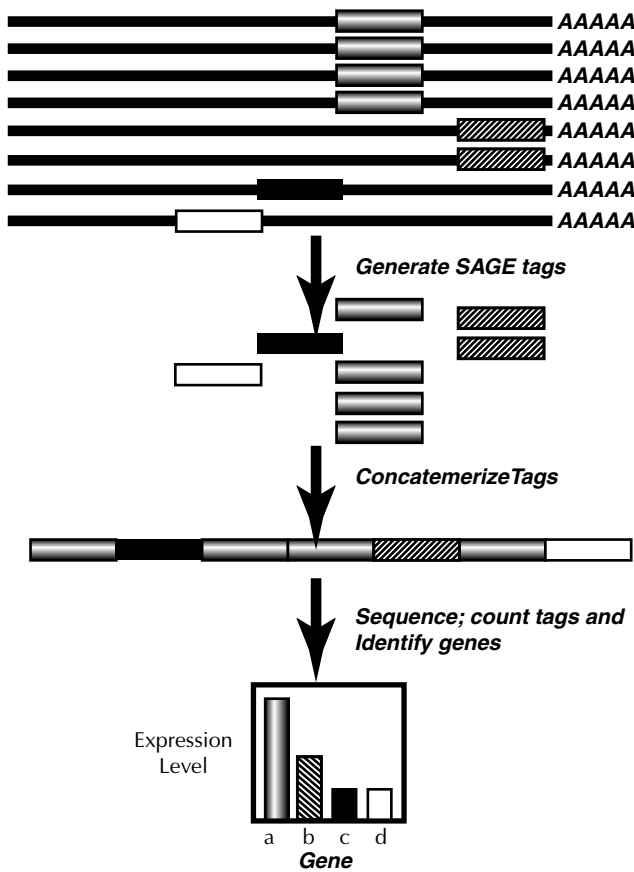 AAAAA
AAAAA
AAAAA
AAAAA
AAAAA
AAAAA
AAAAA
AAAAA
Generate SAGE tags
ConcatemerizeTags
Sequence; count tags and
Identify genes
Expression
Level
a b c d
Gene